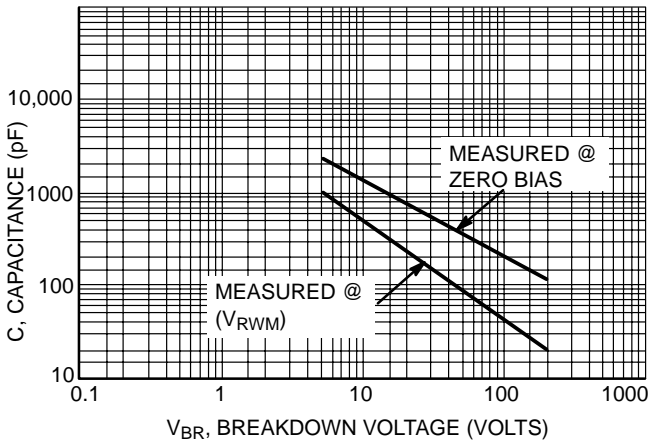 10,000
1000
100
10
C, CAPACITANCE (pF)
MEASURED @
ZERO BIAS
MEASURED @
(VRWM)
0.1
1
10
100
1000
VBR, BREAKDOWN VOLTAGE (VOLTS)